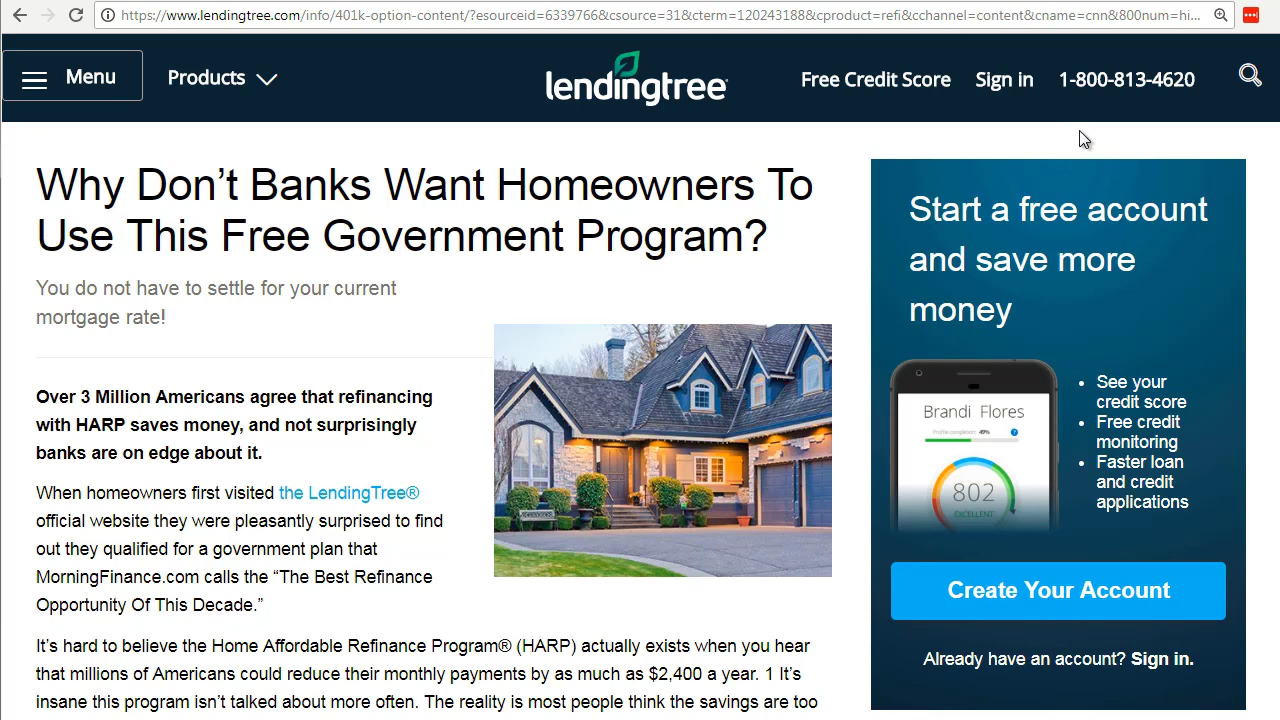 https://www.lendingtree.com/info/401k-option-content/?esourceid=6339766&csource=31&cterm=120243188&cproduct=refi&cchannel=content&cname=cnn&800num=hi...
Menu
Products
lendingtree
Free Credit Score
Sign in
1-800-813-4620
Why Don't Banks Want Homeowners To
Use This Free Government Program?
You do not have to settle for your current
mortgage rate!
Over 3 Million Americans agree that refinancing
with HARP saves money, and not surprisingly
banks are on edge about it.
When homeowners first visited the LendingTree®
official website they were pleasantly surprised to find
out they qualified for a government plan that
MorningFinance.com calls the “The Best Refinance
Opportunity Of This Decade.”
It’s hard to believe the Home Affordable Refinance Program® (HARP) actually exists when you hear
that millions of Americans could reduce their monthly payments by as much as $2,400 a year. 1 It’s
insane this program isn’t talked about more often. The reality is most people think the savings are too
Start a free account
and save more
money
Brandi Flores
Profile completion: 49%
802
EXCELLENT
See your
credit score
Free credit
monitoring
Faster loan
and credit
applications
Create Your Account
Already have an account? Sign in.